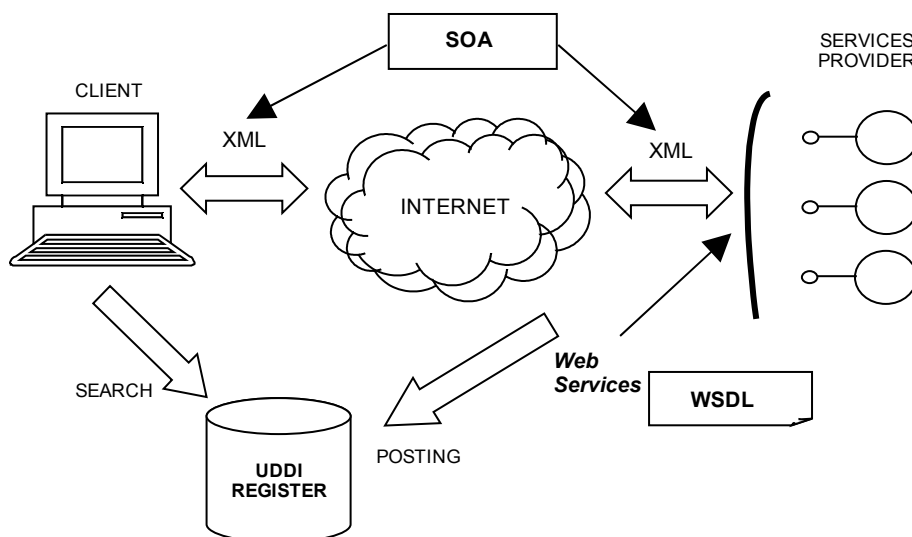 SOA
SERVICES
PROVIDER
CLIENT
XML
XML
INTERNET
Web
Services
SEARCH
WSDL
POSTING
UDDI
REGISTER